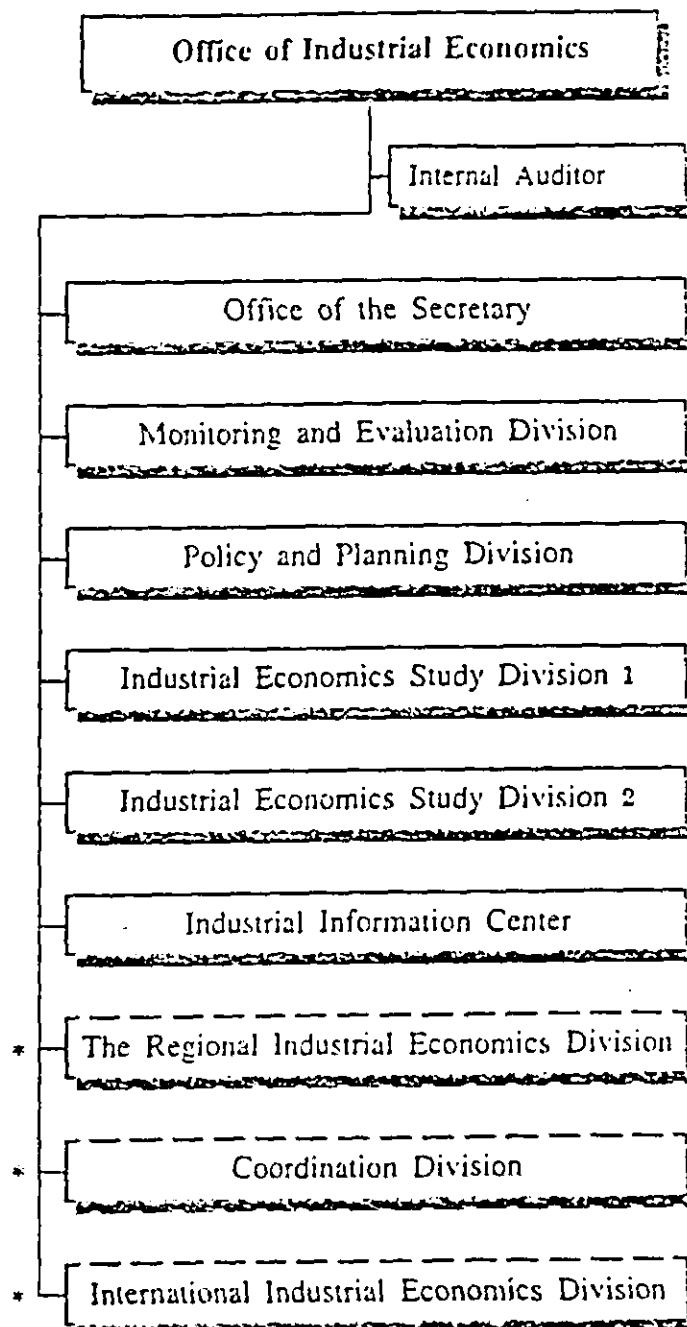 Office of Industrial Economics
Internal Auditor
Office of the Secretary
Monitoring and Evaluation Division
Policy and Planning Division
Industrial Economics Study Division 1
Industrial Economics Study Division 2
Industrial Information Center
* The Regional Industrial Economics Division
* Coordination Division
* International Industrial Economics Division